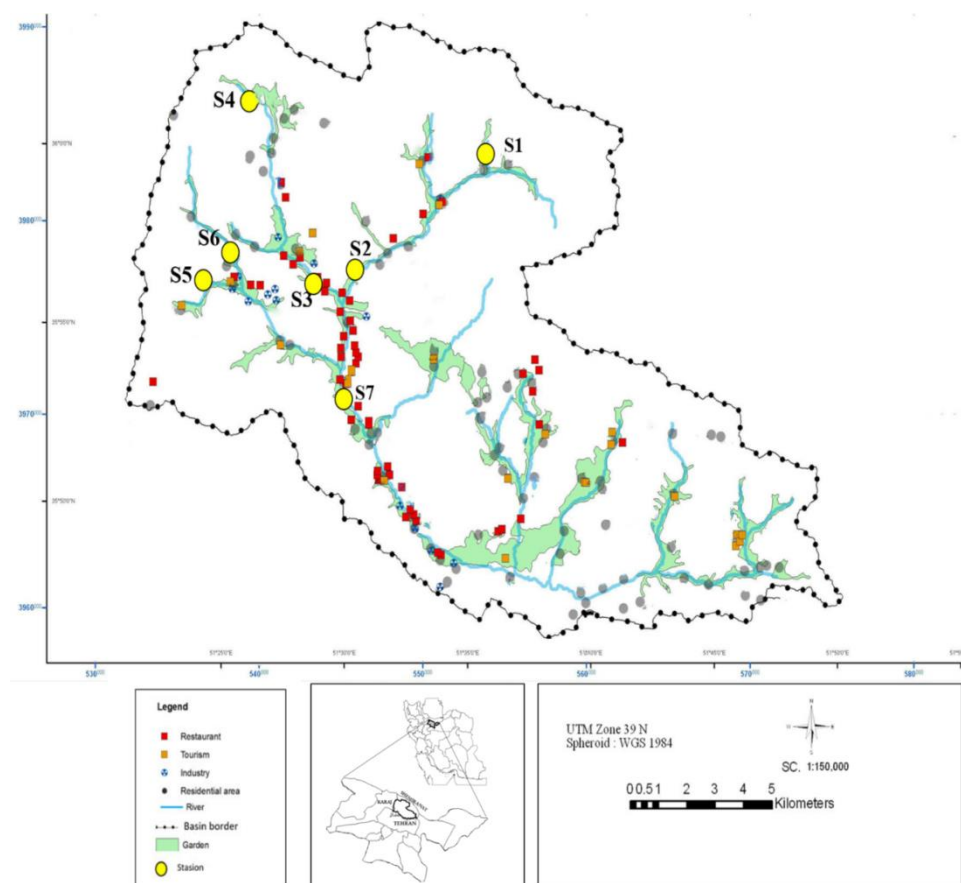 3990000
S4
S1
3980000
S6
S2
S5
S3
S7
3970000
3960000
530000
540000
550000
560000
570000
580000
Legend
Restaurant
Tourism
Industry
Residential area
River
Basin border
Garden
Stasion
KARAJ
TEHRAN
UTM Zone 39 N
Spheroid : WGS 1984
SC. 1:150,000
0 0.5 1 2 3 4 5
Kilometers